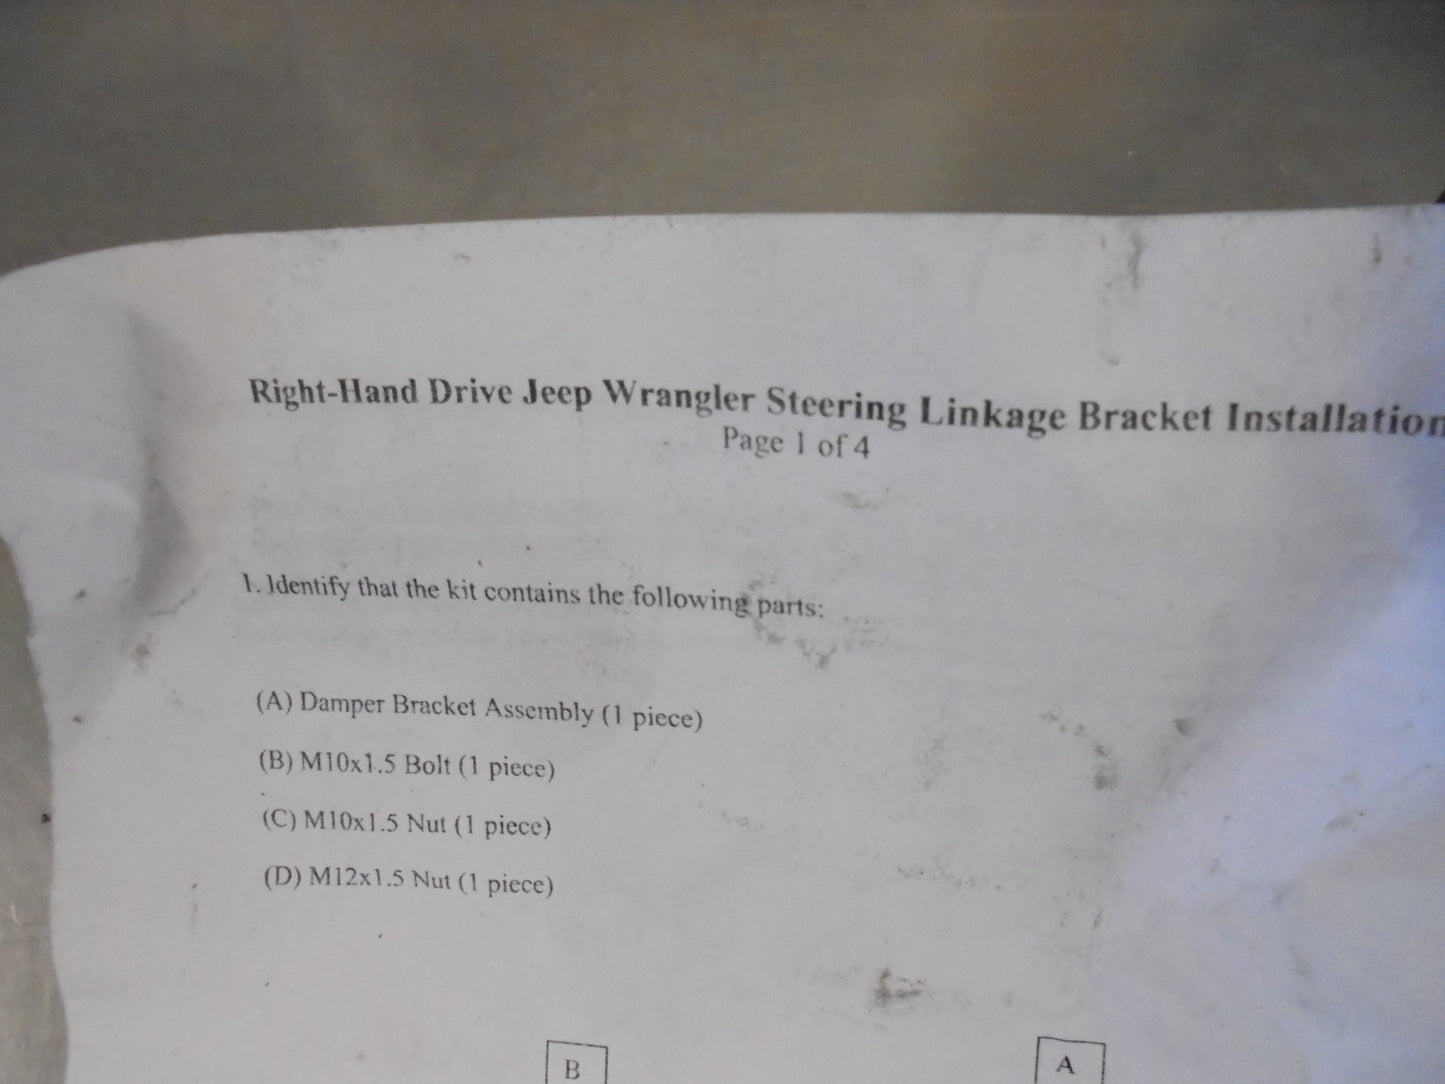 Right-Hand Drive Jeep Wrangler Steering Linkage Bracket Installation
Page 1 of 4
1. Identify that the kit contains the following parts:
(A) Damper Bracket Assembly (1 piece)
(B) M10x1.5 Bolt (1 piece)
(C) M10x1.5 Nut (1 piece)
(D) M12x1.5 Nut (1 piece)
B A